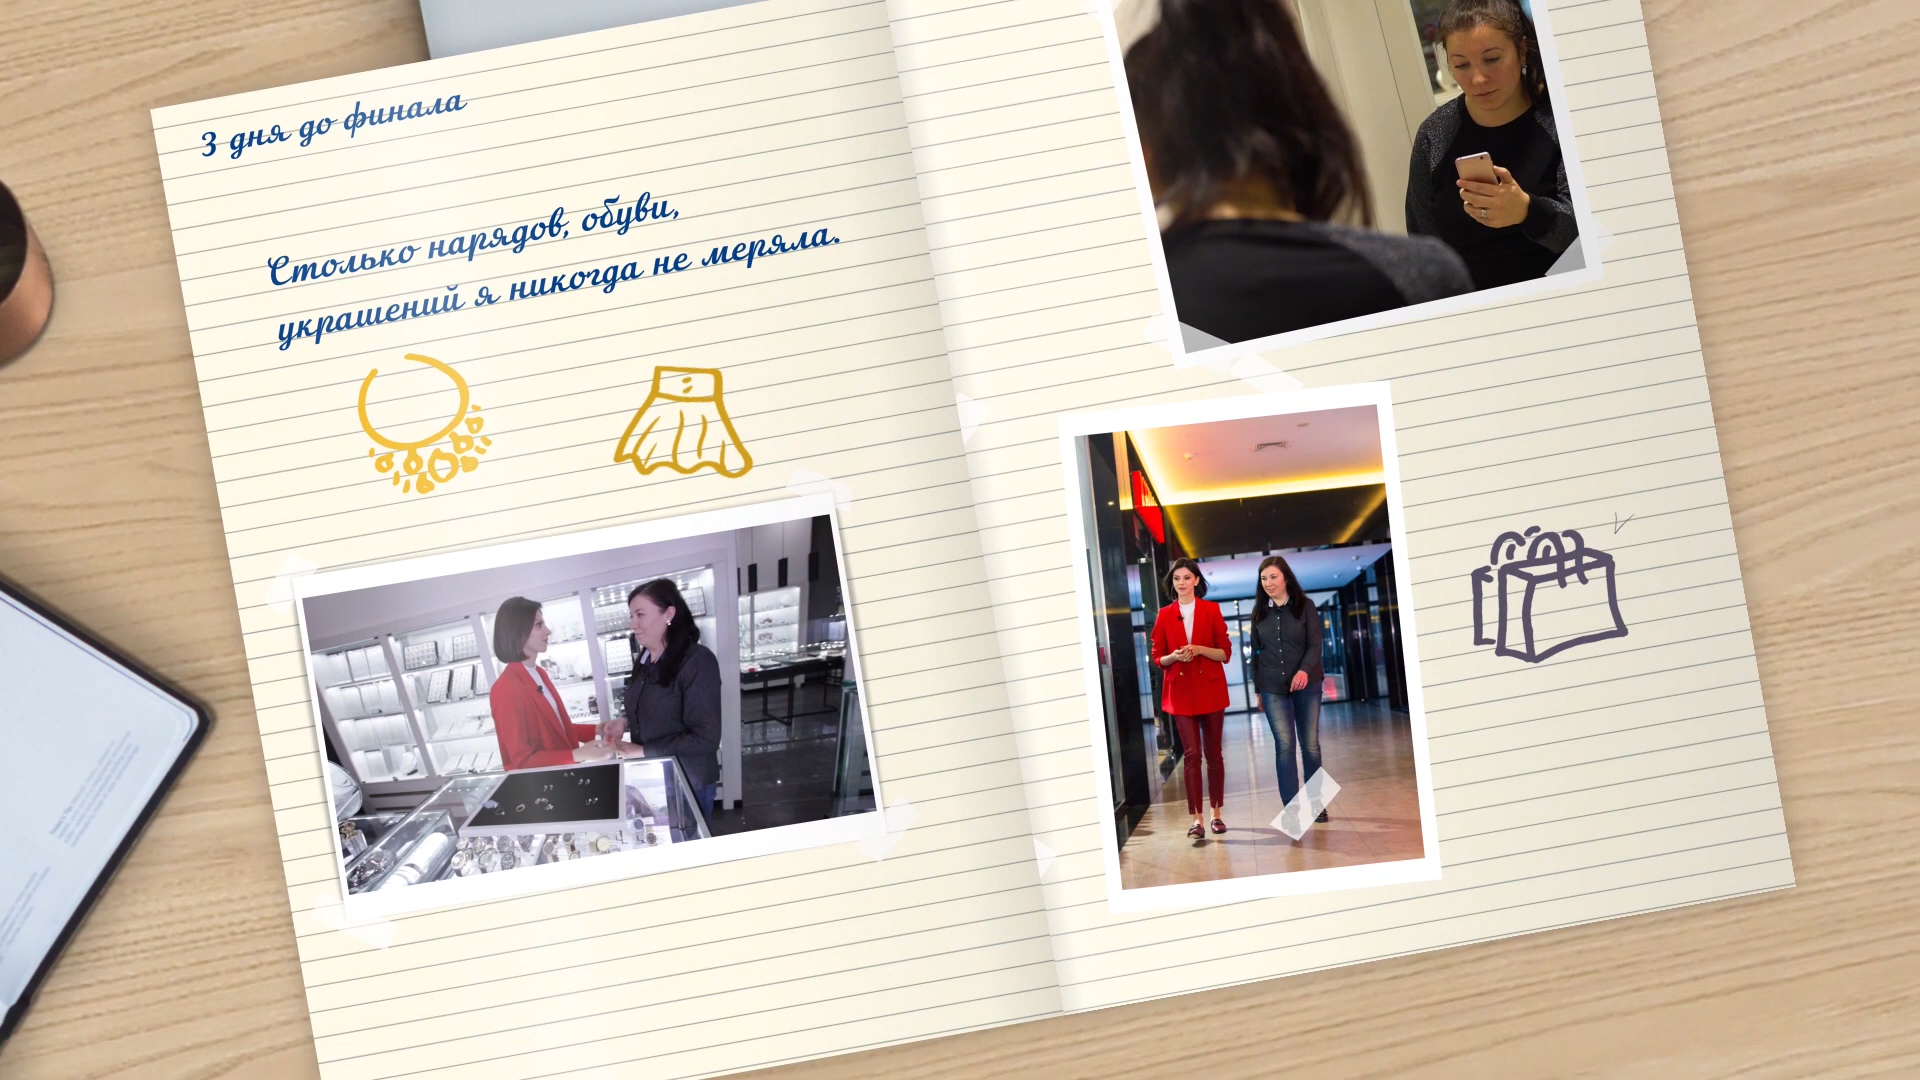 3 дня до финала
Столько нарядов, обуви,
украшений я никогда не меряла.